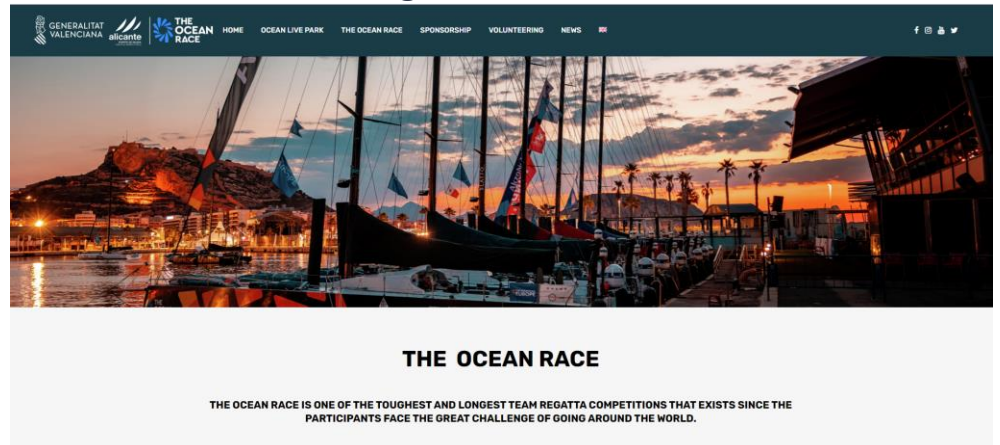 GENERALITAT
VALENCIANA
alicante
THE
OCEAN
RACE
HOME OCEAN LIVE PARK THE OCEAN RACE SPONSORSHIP VOLUNTEERING NEWS
EUROPE
THE OCEAN RACE
THE OCEAN RACE IS ONE OF THE TOUGHEST AND LONGEST TEAM REGATTA COMPETITIONS THAT EXISTS SINCE THE
PARTICIPANTS FACE THE GREAT CHALLENGE OF GOING AROUND THE WORLD.